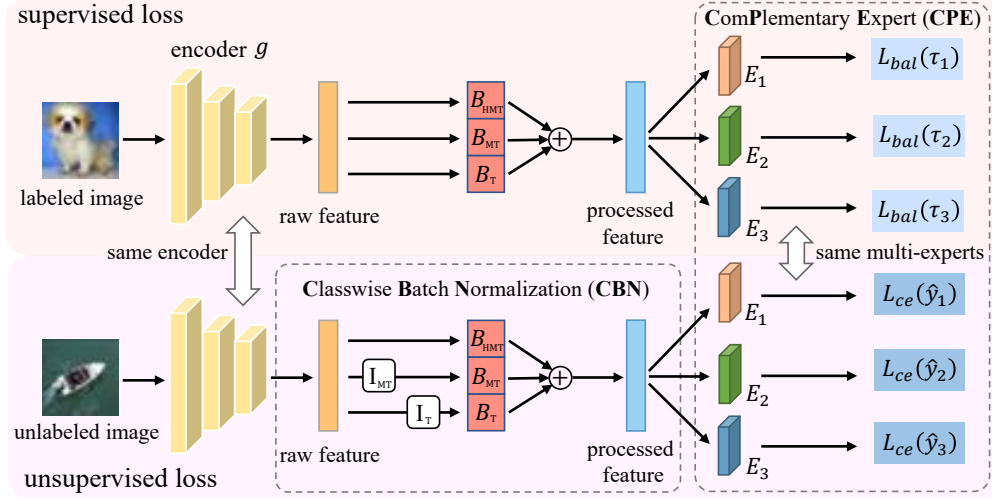 supervised loss
encoder g
ComPlementary Expert (CPE)
labeled image
raw feature
B_HMT
B_MT
B_T
processed
feature
E_1
E_2
E_3
L_bal(τ_1)
L_bal(τ_2)
L_bal(τ_3)
same encoder
same multi-experts
Classwise Batch Normalization (CBN)
unlabeled image
unsupervised loss
raw feature
I_MT
I_T
B_HMT
B_MT
B_T
processed
feature
E_1
E_2
E_3
L_ce(ŷ_1)
L_ce(ŷ_2)
L_ce(ŷ_3)